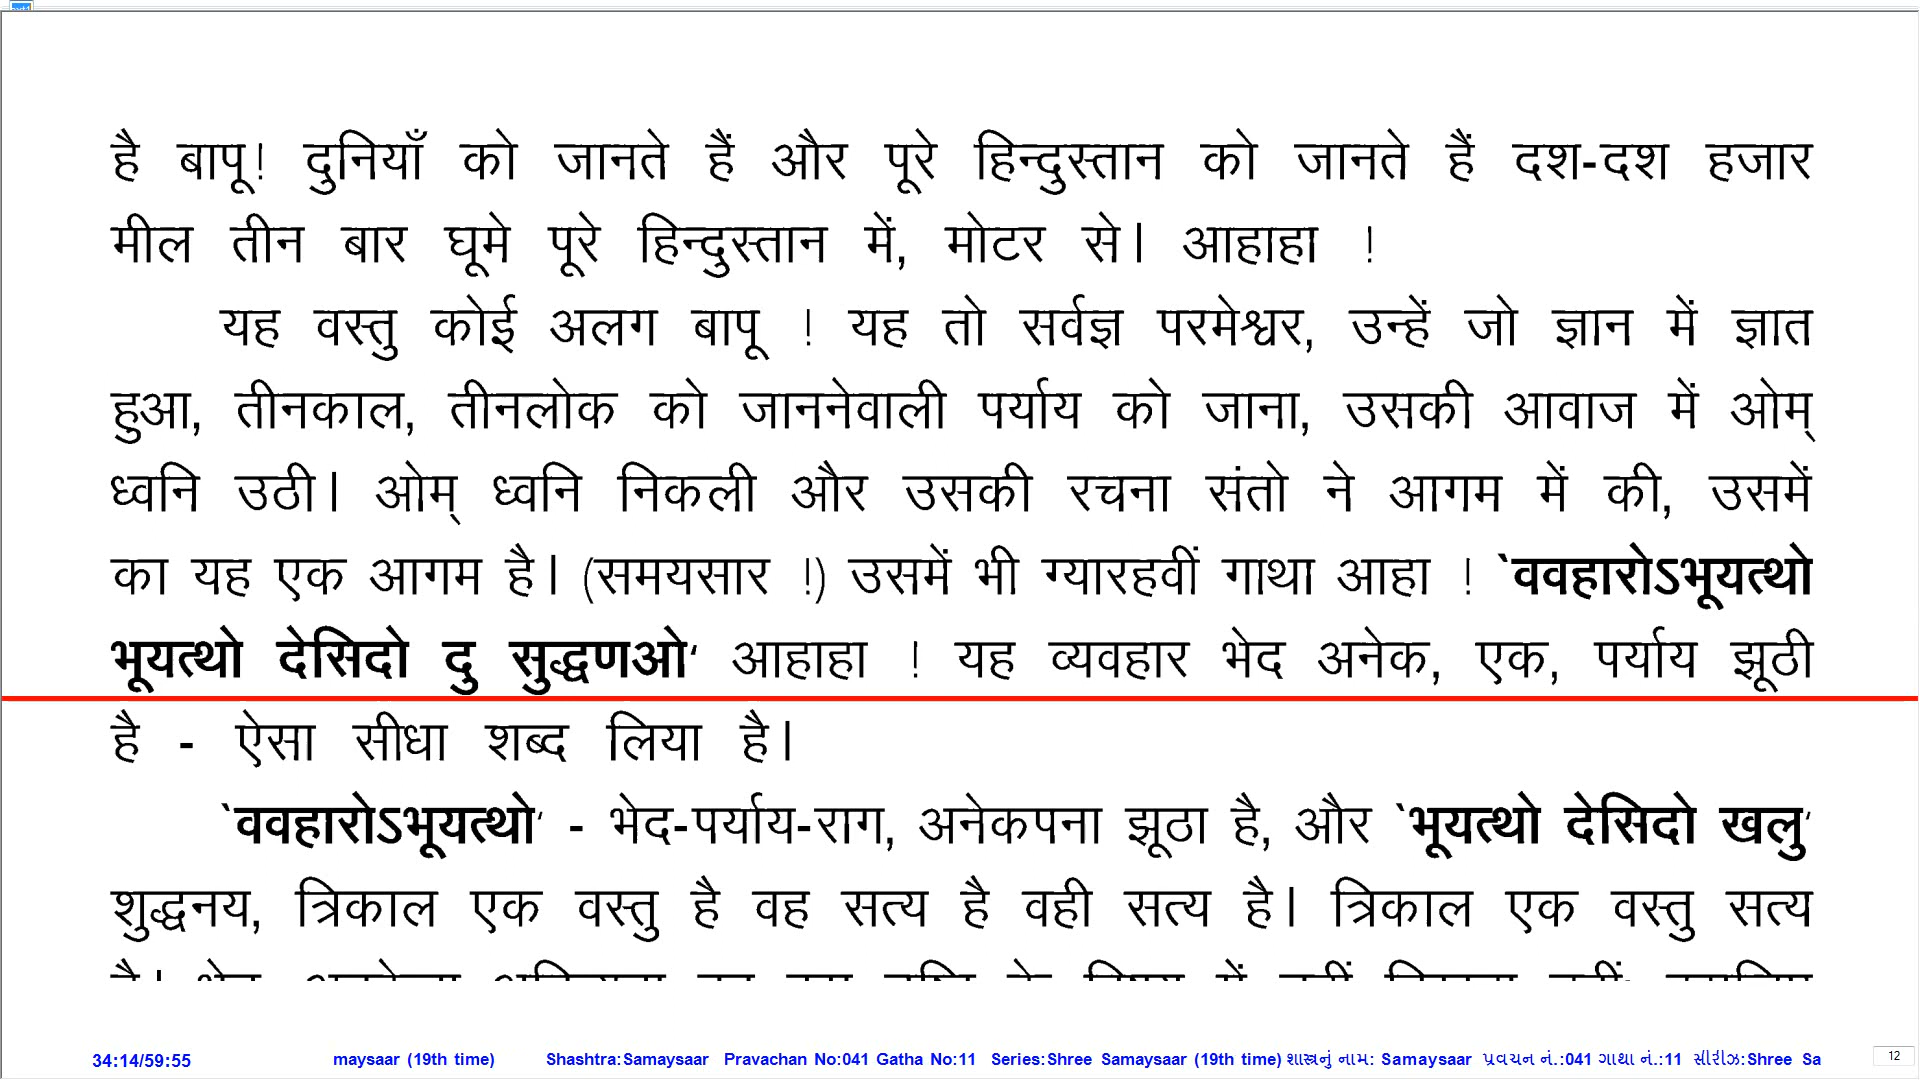 है बापू! दुनियाँ को जानते हैं और पूरे हिन्दुस्तान को जानते हैं दश-दश हजार
मील तीन बार घूमे पूरे हिन्दुस्तान में, मोटर से। आहाहा !
यह वस्तु कोई अलग बापू ! यह तो सर्वज्ञ परमेश्वर, उन्हें जो ज्ञान में ज्ञात
हुआ, तीनकाल, तीनलोक को जाननेवाली पर्याय को जाना, उसकी आवाज में ओम्
ध्वनि उठी। ओम् ध्वनि निकली और उसकी रचना संतो ने आगम में की, उसमें
का यह एक आगम है। (समयसार !) उसमें भी ग्यारहवीं गाथा आहा ! `ववहारोऽभूयत्थो
भूयत्थो देसिदो दु सुद्धणओ‘ आहाहा ! यह व्यवहार भेद अनेक, एक, पर्याय झूठी
है - ऐसा सीधा शब्द लिया है।
`ववहारोऽभूयत्थो‘ - भेद-पर्याय-राग, अनेकपना झूठा है, और `भूयत्थो देसिदो खलु‘
शुद्धनय, त्रिकाल एक वस्तु है वह सत्य है वही सत्य है। त्रिकाल एक वस्तु सत्य
34:14/59:55 maysaar (19th time) Shashtra:Samaysaar Pravachan No:041 Gatha No:11 Series:Shree Samaysaar (19th time) શાસ્ત્રનું નામ: Samaysaar પ્રવચન નં.:041 ગાથા નં.:11 સીરીઝ:Shree Sa 12